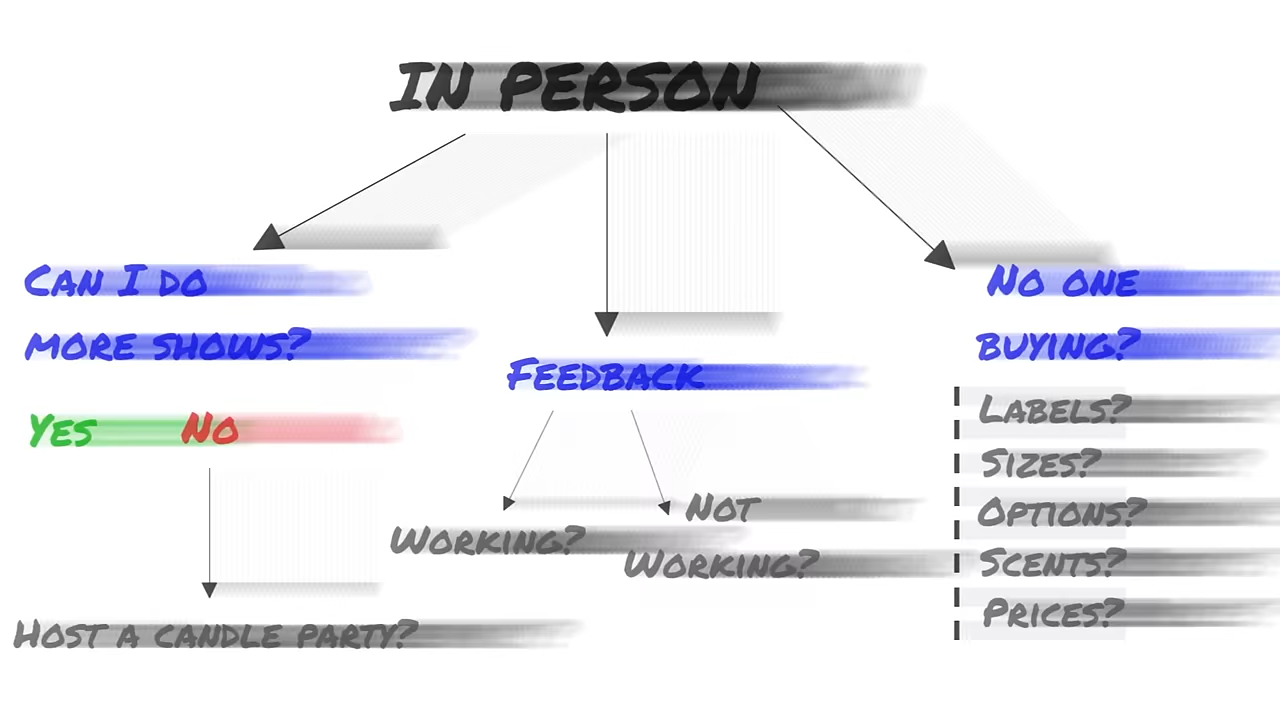 IN PERSON
CAN I DO
MORE SHOWS?
YES NO
HOST A CANDLE PARTY?
FEEDBACK
WORKING?
NOT
WORKING?
NO ONE
BUYING?
LABELS?
SIZES?
OPTIONS?
SCENTS?
PRICES?